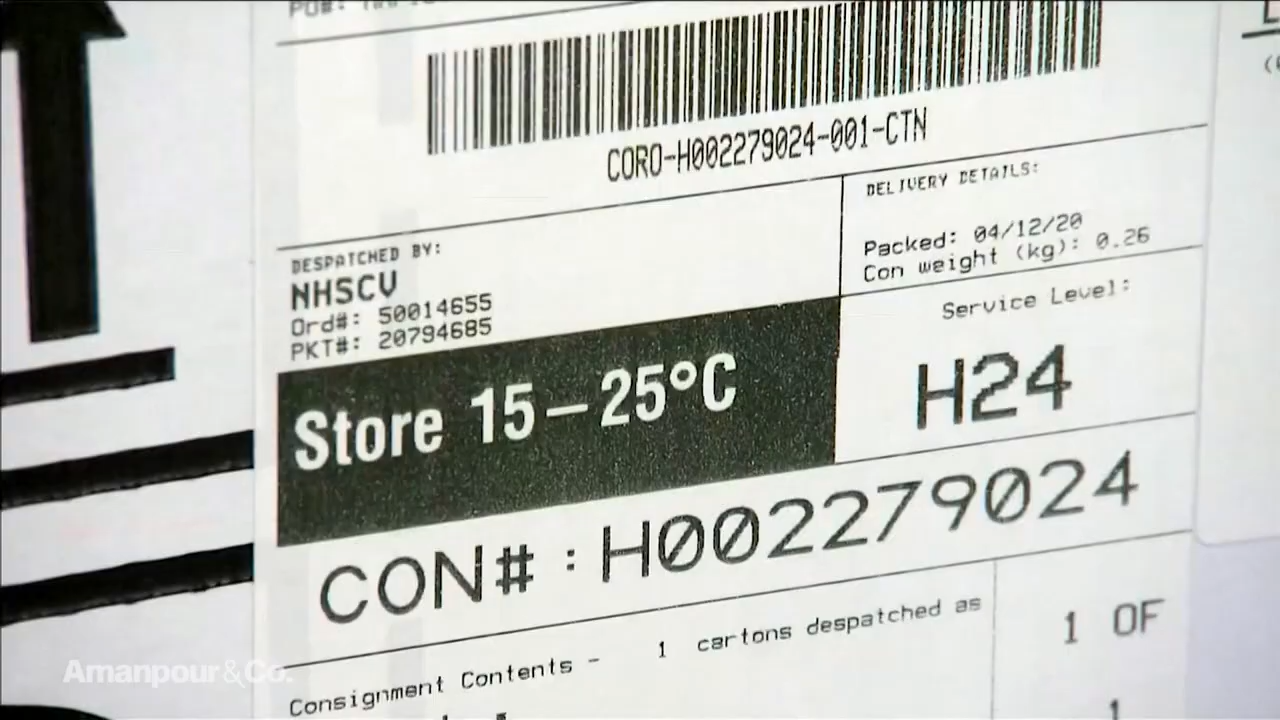 PO#:
CORO-H002279024-001-CTN
DESPATCHED BY:
NHSCV
Ord#: 50014655
PKT#: 20794685
DELIVERY DETAILS:
Packed: 04/12/20
Con weight (kg): 0.26
Store 15–25°C
Service Level:
H24
CON# : H002279024
Consignment Contents - 1 cartons despatched as
1 OF
1
Amanpour&Co.